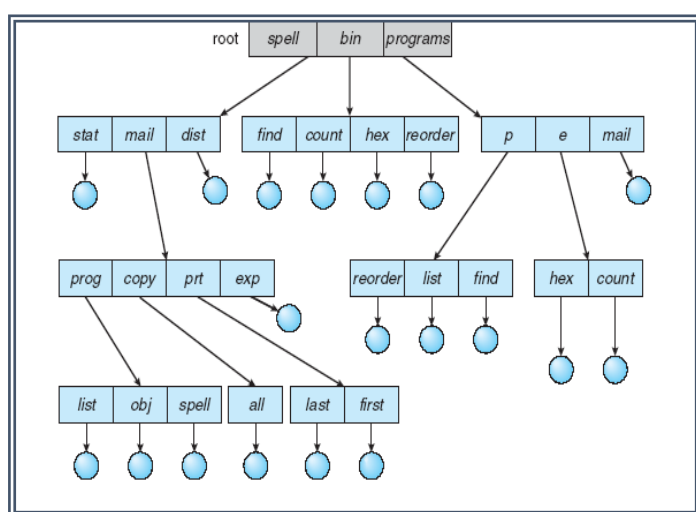 root spell bin programs
stat mail dist find count hex reorder p e mail
prog copy prt exp reorder list find hex count
list obj spell all last first